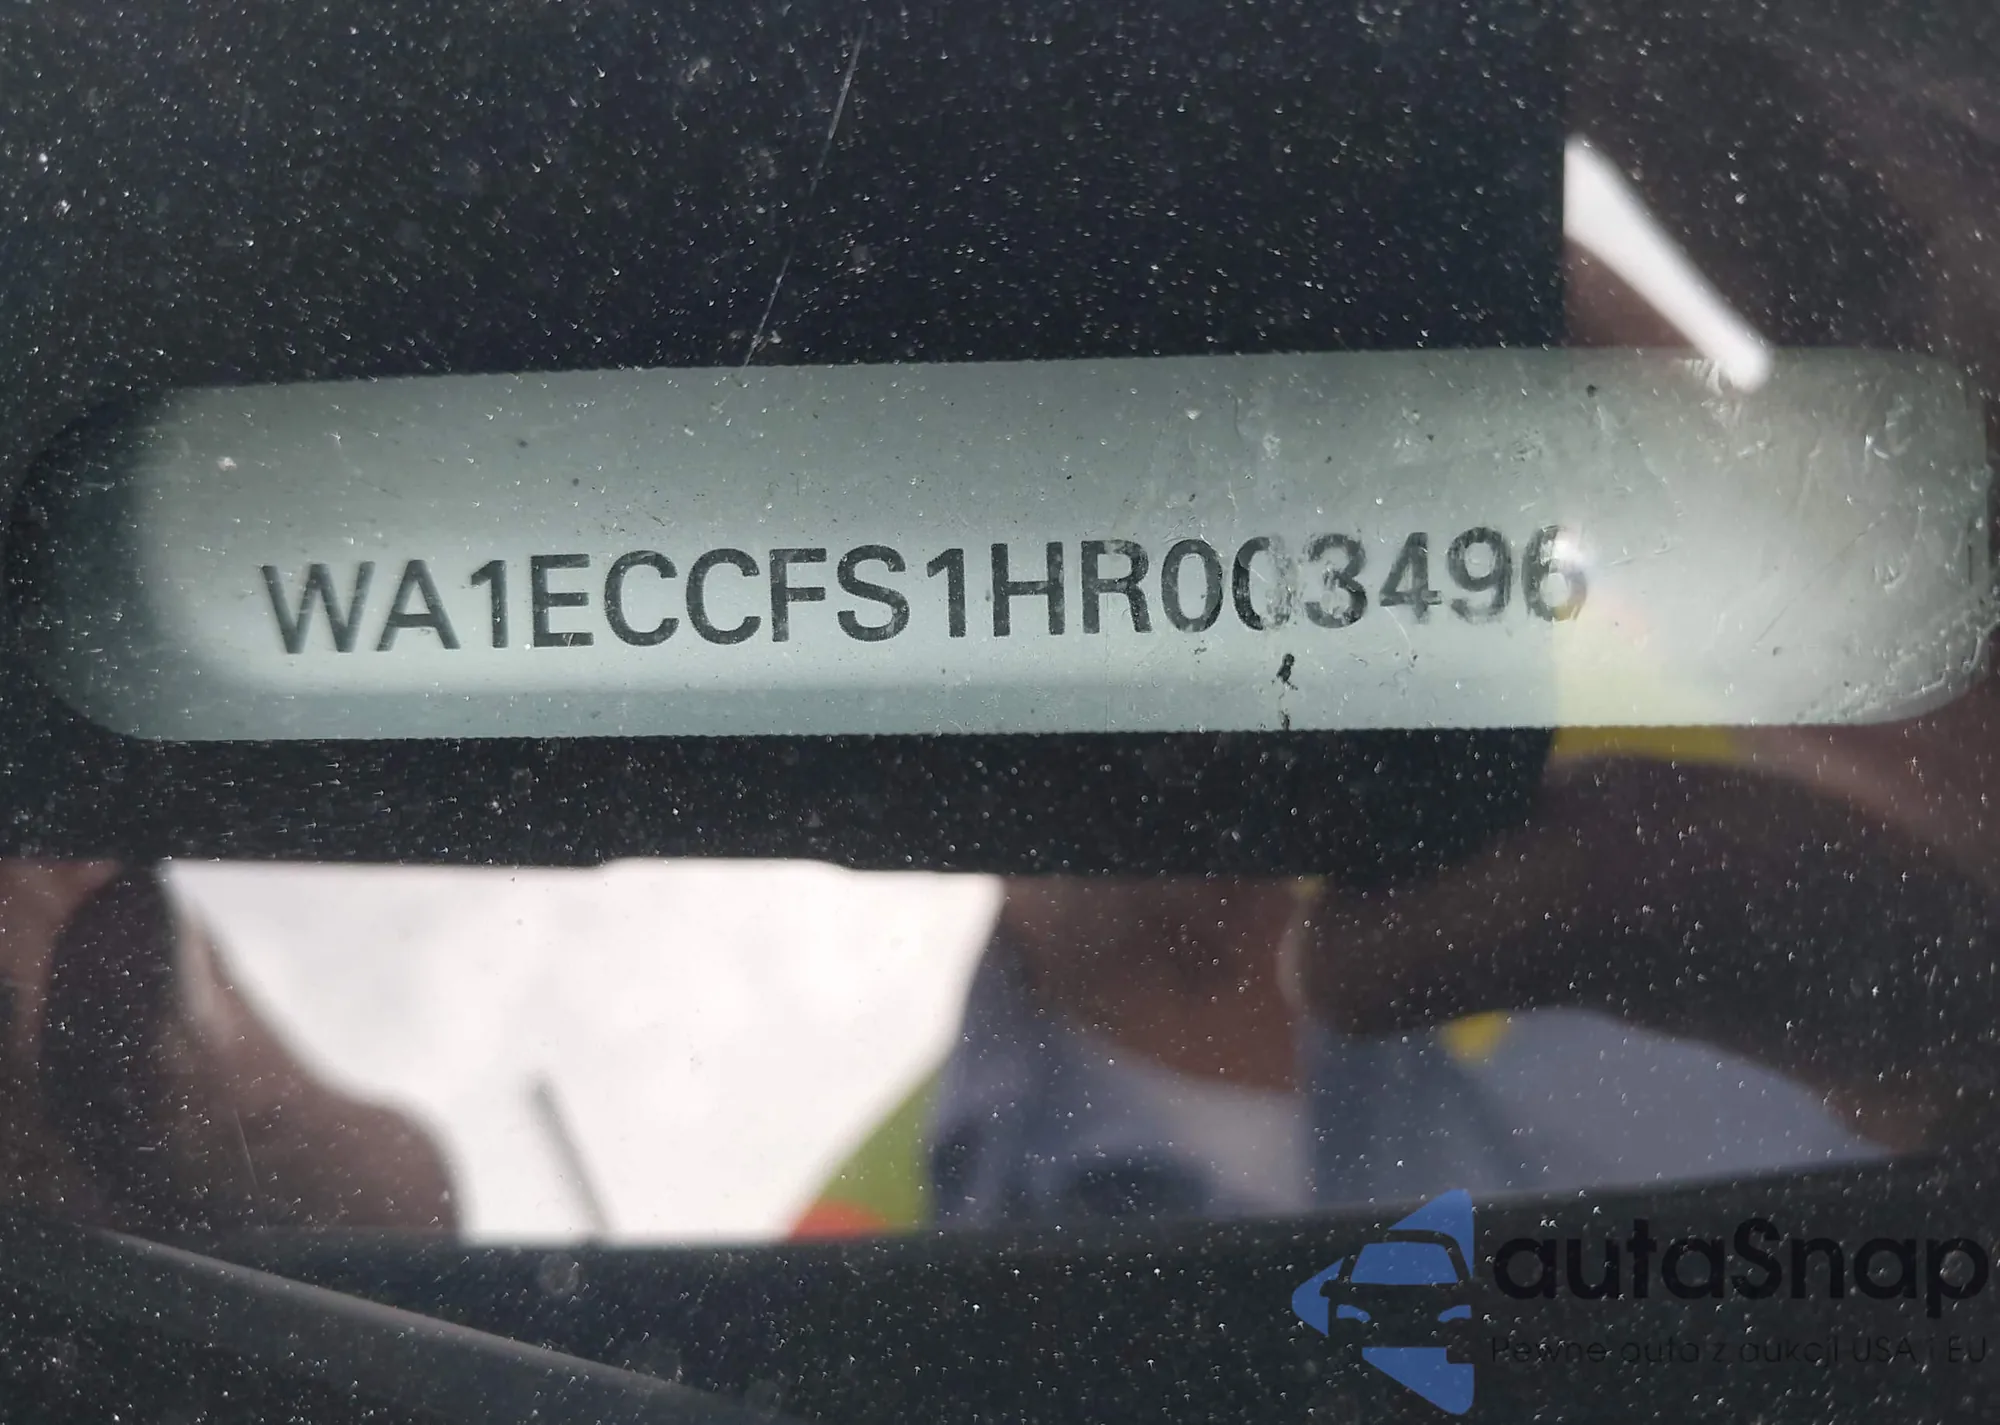 WA1ECCFS1HR003496
autaSnap
Pewne auta z aukcji USA i EU